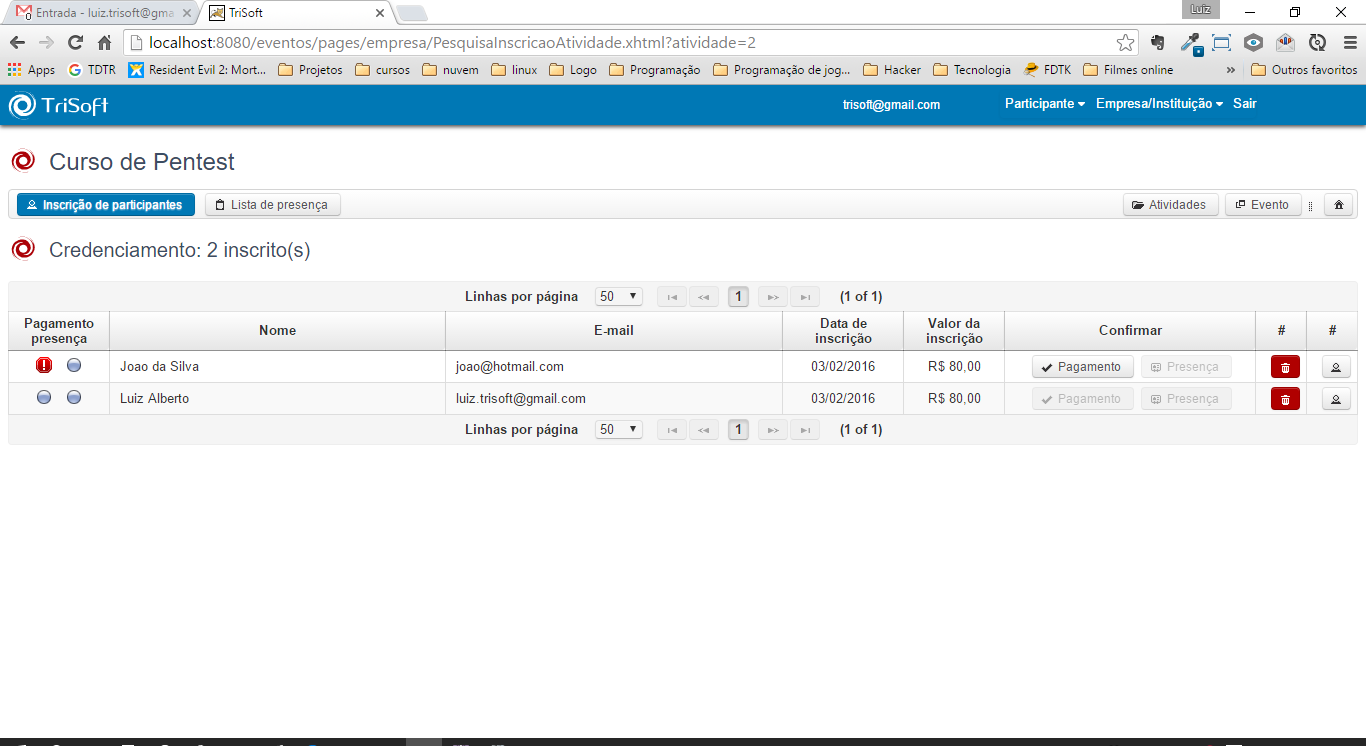 Entrada - luiz.trisoft@gma
TriSoft
Luiz
localhost:8080/eventos/pages/empresa/PesquisaInscricaoAtividade.xhtml?atividade=2
Apps TDTR Resident Evil 2: Mort... Projetos cursos nuvem linux Logo Programação Programação de jog... Hacker Tecnologia FDTK Filmes online » Outros favoritos
TriSoft trisoft@gmail.com Participante Empresa/Instituição Sair
Curso de Pentest
Inscrição de participantes Lista de presença Atividades Evento
Credenciamento: 2 inscrito(s)
Linhas por página 50 1 (1 of 1)
Pagamento presença Nome E-mail Data de inscrição Valor da inscrição Confirmar # #
Joao da Silva joao@hotmail.com 03/02/2016 R$ 80,00 Pagamento Presença
Luiz Alberto luiz.trisoft@gmail.com 03/02/2016 R$ 80,00 Pagamento Presença
Linhas por página 50 1 (1 of 1)